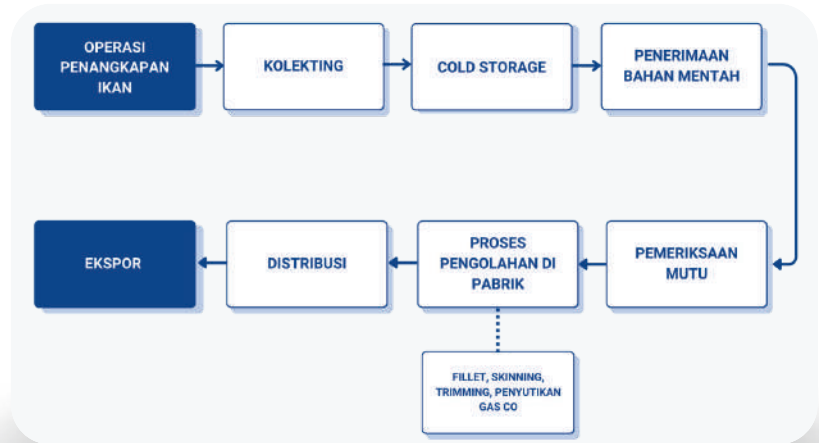 OPERASI
PENANGKAPAN
IKAN
KOLEKTING
COLD STORAGE
PENERIMAAN
BAHAN MENTAH
PEMERIKSAAN
MUTU
PROSES
PENGOLAHAN DI
PABRIK
DISTRIBUSI
EKSPOR
FILLET, SKINNING,
TRIMMING, PENYUTIKAN
GAS CO